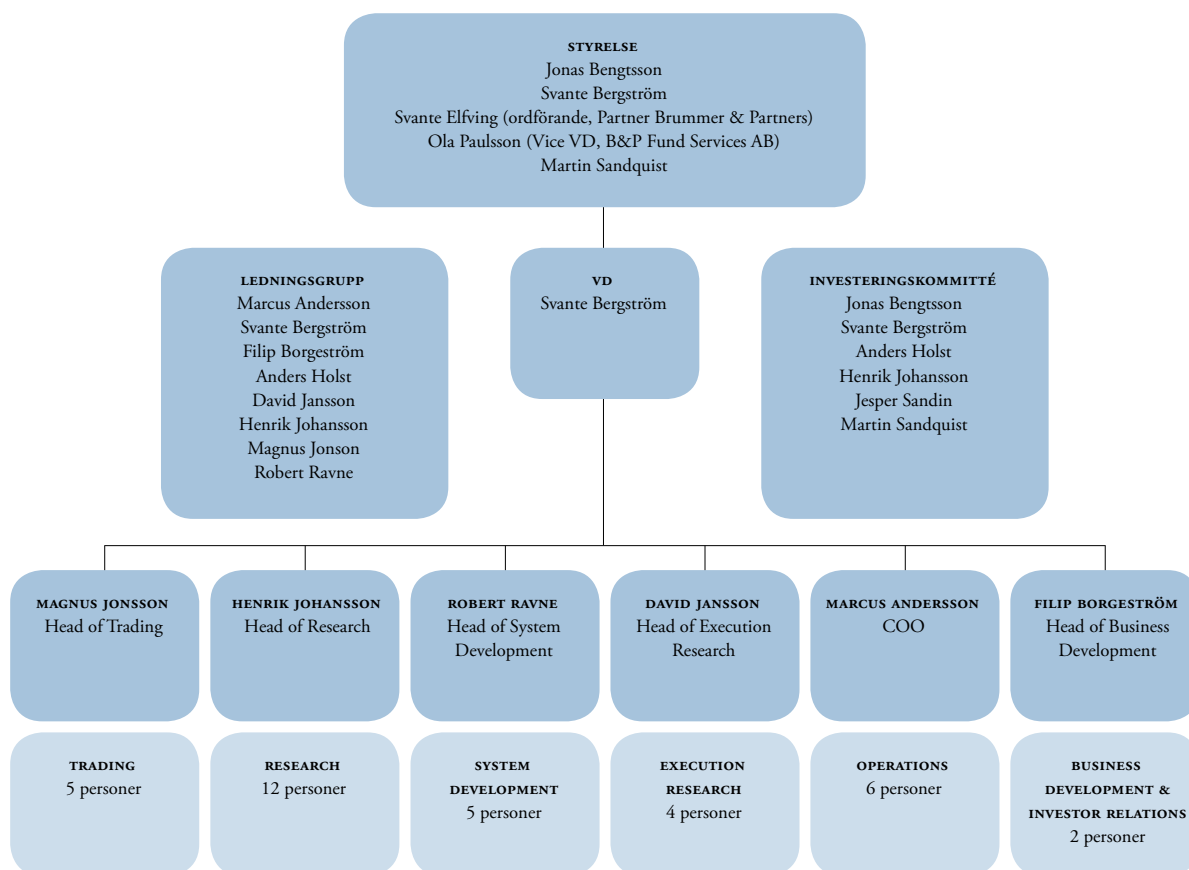 STYRELSE
Jonas Bengtsson
Svante Bergström
Svante Elfving (ordförande, Partner Brummer & Partners)
Ola Paulsson (Vice VD, B&P Fund Services AB)
Martin Sandquist
LEDNINGSGRUPP
Marcus Andersson
Svante Bergström
Filip Borgeström
Anders Holst
David Jansson
Henrik Johansson
Magnus Jonson
Robert Ravne
VD
Svante Bergström
INVESTERINGSKOMMITTÉ
Jonas Bengtsson
Svante Bergström
Anders Holst
Henrik Johansson
Jesper Sandin
Martin Sandquist
MAGNUS JONSSON
Head of Trading
HENRIK JOHANSSON
Head of Research
ROBERT RAVNE
Head of System
Development
DAVID JANSSON
Head of Execution
Research
MARCUS ANDERSSON
COO
FILIP BORGESTRÖM
Head of Business
Development
TRADING
5 personer
RESEARCH
12 personer
SYSTEM
DEVELOPMENT
5 personer
EXECUTION
RESEARCH
4 personer
OPERATIONS
6 personer
BUSINESS
DEVELOPMENT &
INVESTOR RELATIONS
2 personer